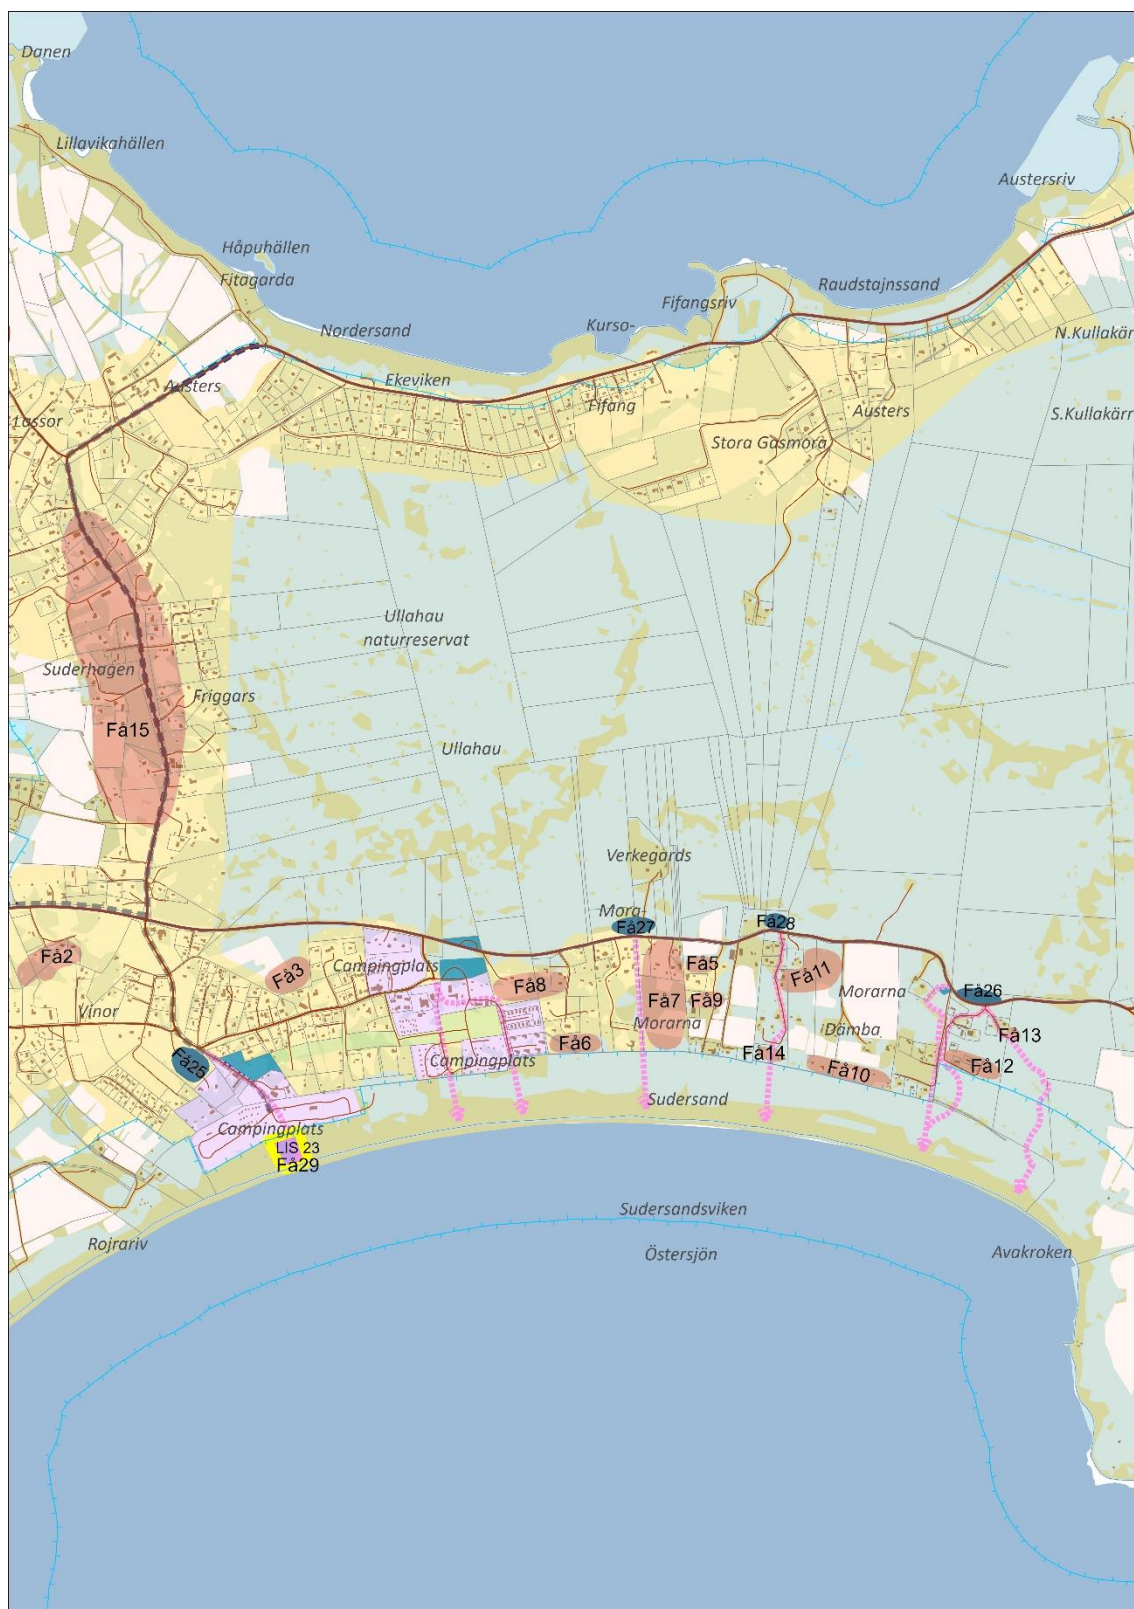 Danen
Lillavikahällen
Austersriv
Håpuhällen
Fitagarda
Raudstajnssand
Fifangsriv
Nordersand
Kurso-
N.Kullakär
Ekeviken
Austers
Fifang
Austers
S.Kullakärr
Lassor
Stora Gasmora
Ullahau
naturreservat
Suderhagen
Friggars
Få15
Ullahau
Verkegards
Mora
Få27
Få28
Få2
Få3
Campingplats
Få5
Få8
Få11
Morarna
Få26
Vinor
Få7
Få9
Morarna
Dämba
Få13
Få6
Få14
Få25
Campingplats
Få10
Få12
Sudersand
Campingplats
LIS 23
Få29
Sudersandsviken
Rojrariv
Östersjön
Avakroken